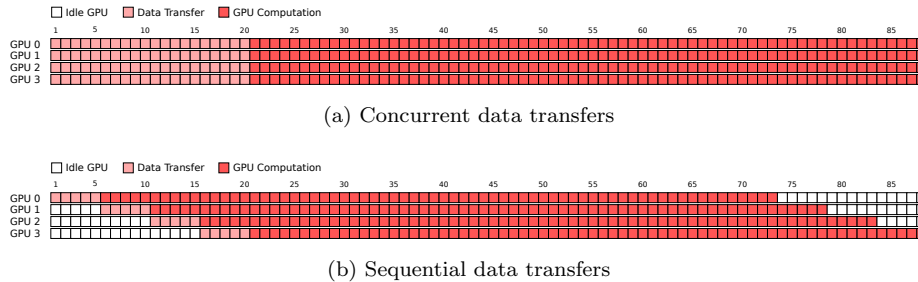 Idle GPU Data Transfer GPU Computation
1 5 10 15 20 25 30 35 40 45 50 55 60 65 70 75 80 85
GPU 0
GPU 1
GPU 2
GPU 3
(a) Concurrent data transfers
Idle GPU Data Transfer GPU Computation
1 5 10 15 20 25 30 35 40 45 50 55 60 65 70 75 80 85
GPU 0
GPU 1
GPU 2
GPU 3
(b) Sequential data transfers